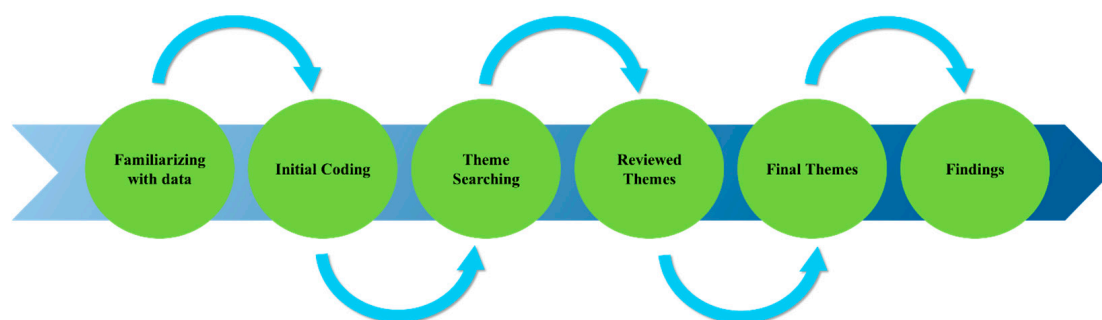 Familiarizing
with data
Initial Coding
Theme
Searching
Reviewed
Themes
Final Themes
Findings